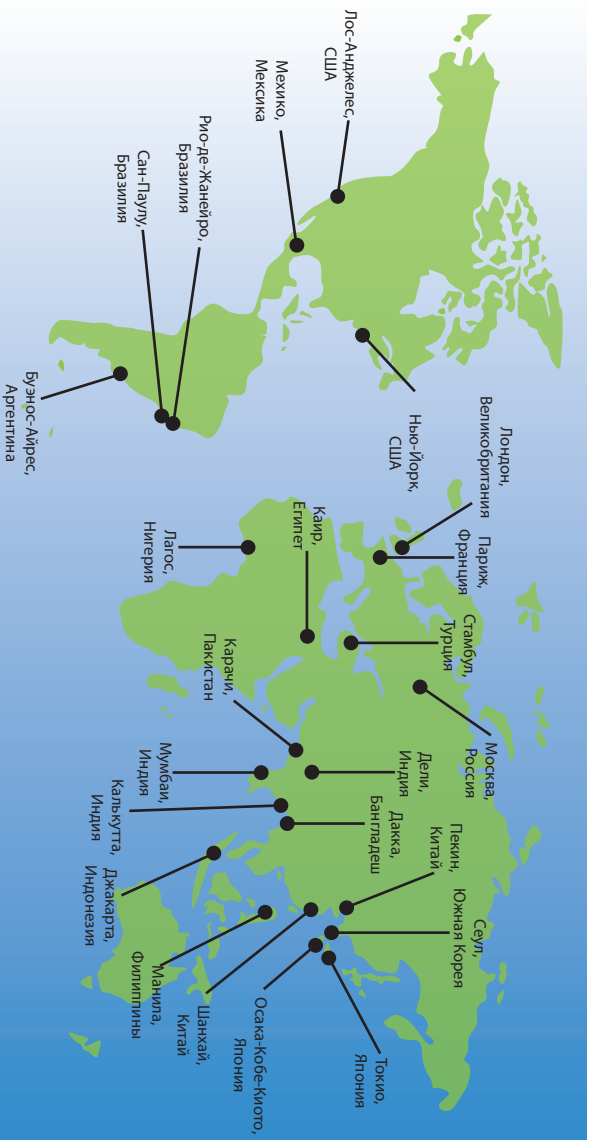 Лос-Анджелес,
США
Мехико,
Мексика
Рио-де-Жанейро,
Бразилия
Сан-Паулу,
Бразилия
Буэнос-Айрес,
Аргентина
Нью-Йорк,
США
Лондон,
Великобритания
Париж,
Франция
Стамбул,
Турция
Москва,
Россия
Каир,
Египет
Лагос,
Нигерия
Карачи,
Пакистан
Мумбаи,
Индия
Дели,
Индия
Калькутта,
Индия
Дакка,
Бангладеш
Пекин,
Китай
Сеул,
Южная Корея
Джакарта,
Индонезия
Манила,
Филиппины
Шанхай,
Китай
Осака-Кобе-Киото,
Япония
Токио,
Япония